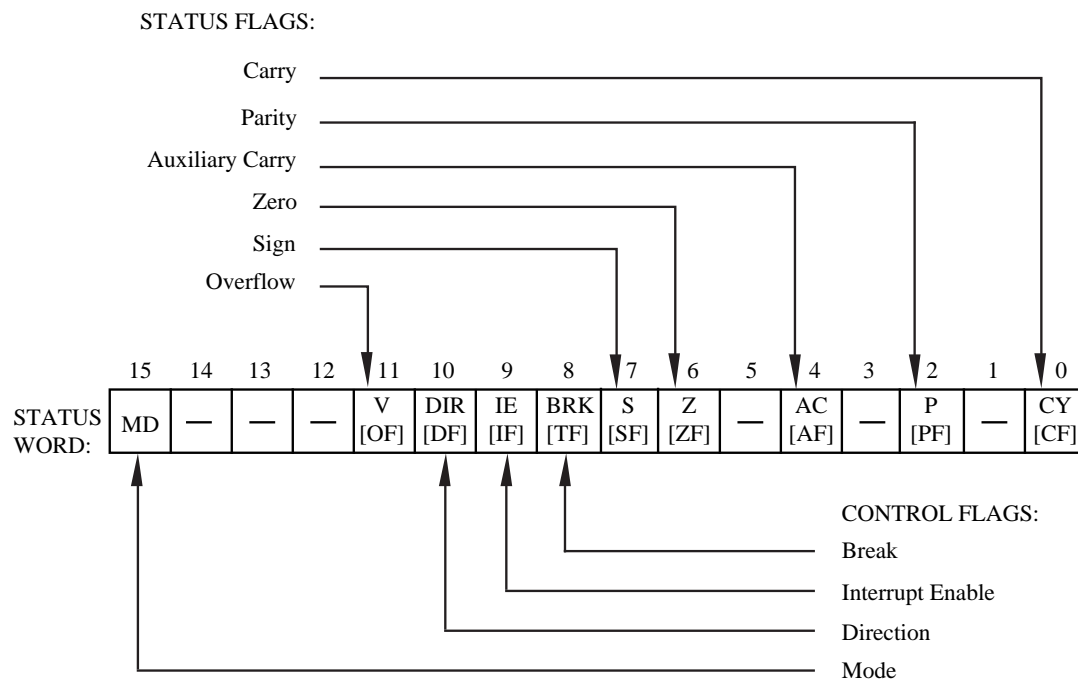 STATUS FLAGS:
Carry
Parity
Auxiliary Carry
Zero
Sign
Overflow
15 14 13 12 11 10 9 8 7 6 5 4 3 2 1 0
STATUS WORD:
MD — — — V [OF] DIR [DF] IE [IF] BRK [TF] S [SF] Z [ZF] — AC [AF] — P [PF] — CY [CF]
CONTROL FLAGS:
Break
Interrupt Enable
Direction
Mode